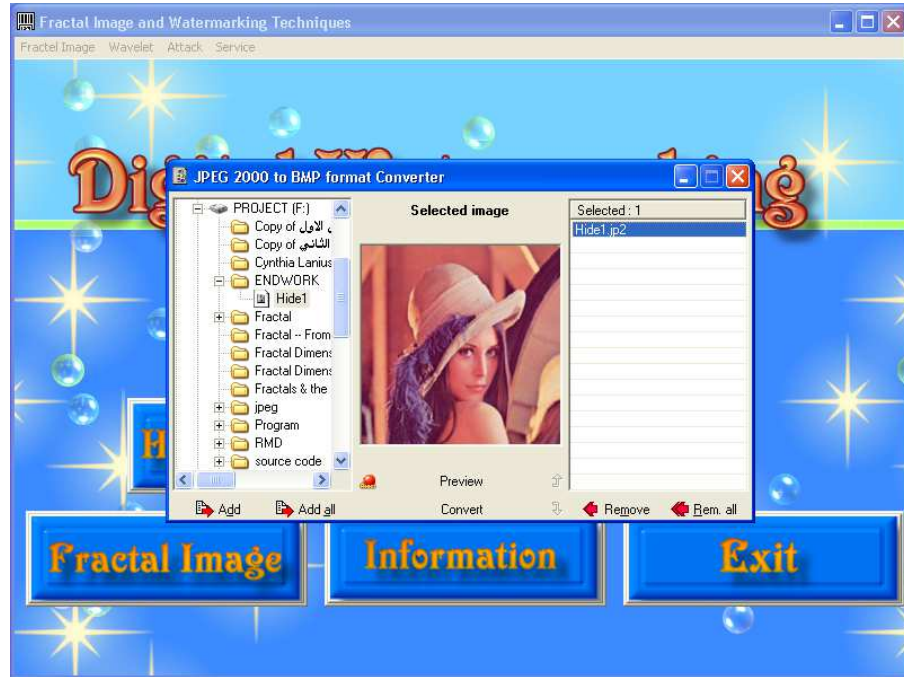 Fractal Image and Watermarking Techniques
Fractel Image Wavelet Attack Service
JPEG 2000 to BMP format Converter
PROJECT (F:)
Copy of الاول
Copy of الثاني
Cynthia Lanius
ENDWORK
Hide1
Fractal
Fractal -- From
Fractal Dimens
Fractal Dimens
Fractals & the
jpeg
Program
RMD
source code
Selected image
Preview
Convert
Selected : 1
Hide1.jp2
Add Add all
Remove Rem. all
Fractal Image
Information
Exit